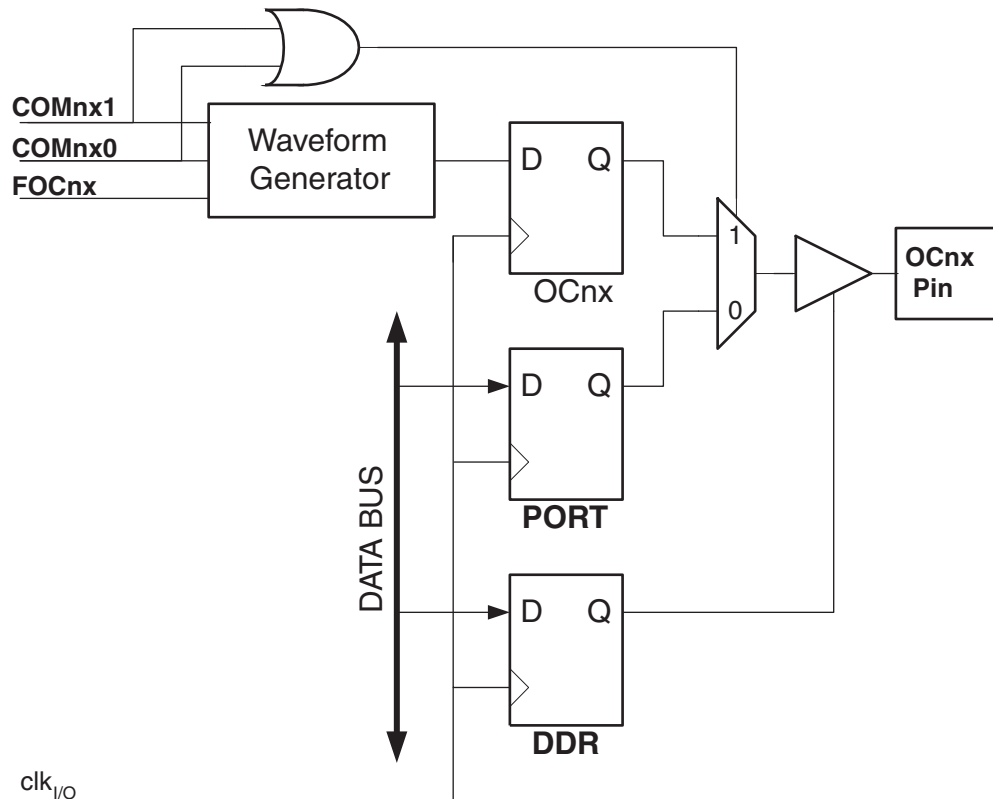 COMnx1
COMnx0
FOCnx
Waveform
Generator
D Q
OCnx
1
0
OCnx
Pin
D Q
PORT
DATA BUS
D Q
DDR
clkI/O